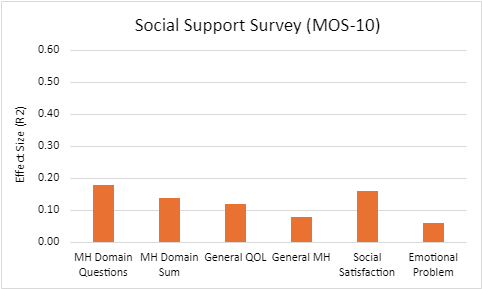 Social Support Survey (MOS-10)
Effect Size (R2)
0.60
0.50
0.40
0.30
0.20
0.10
0.00
MH Domain Questions
MH Domain Sum
General QOL
General MH
Social Satisfaction
Emotional Problem